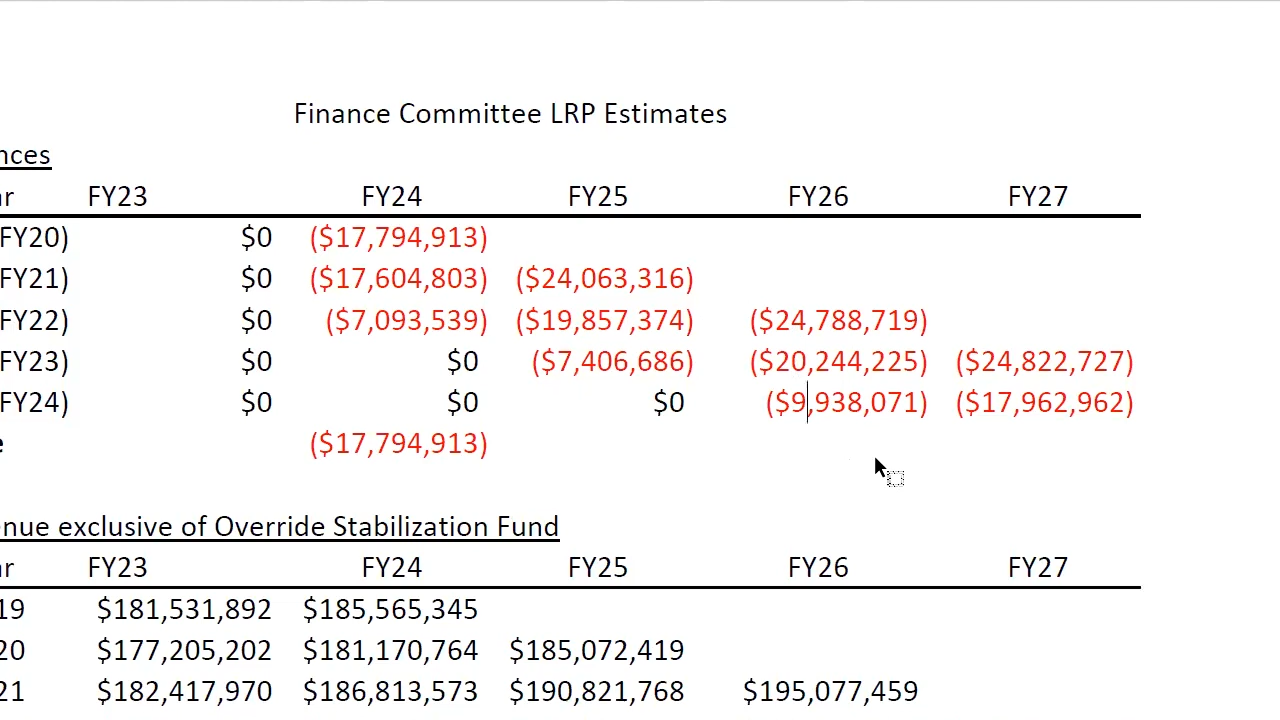 Finance Committee LRP Estimates
nces
ar FY23 FY24 FY25 FY26 FY27
FY20) $0 ($17,794,913)
FY21) $0 ($17,604,803) ($24,063,316)
FY22) $0 ($7,093,539) ($19,857,374) ($24,788,719)
FY23) $0 $0 ($7,406,686) ($20,244,225) ($24,822,727)
FY24) $0 $0 $0 ($9,938,071) ($17,962,962)
e ($17,794,913)
enue exclusive of Override Stabilization Fund
ar FY23 FY24 FY25 FY26 FY27
19 $181,531,892 $185,565,345
20 $177,205,202 $181,170,764 $185,072,419
21 $182,417,970 $186,813,573 $190,821,768 $195,077,459